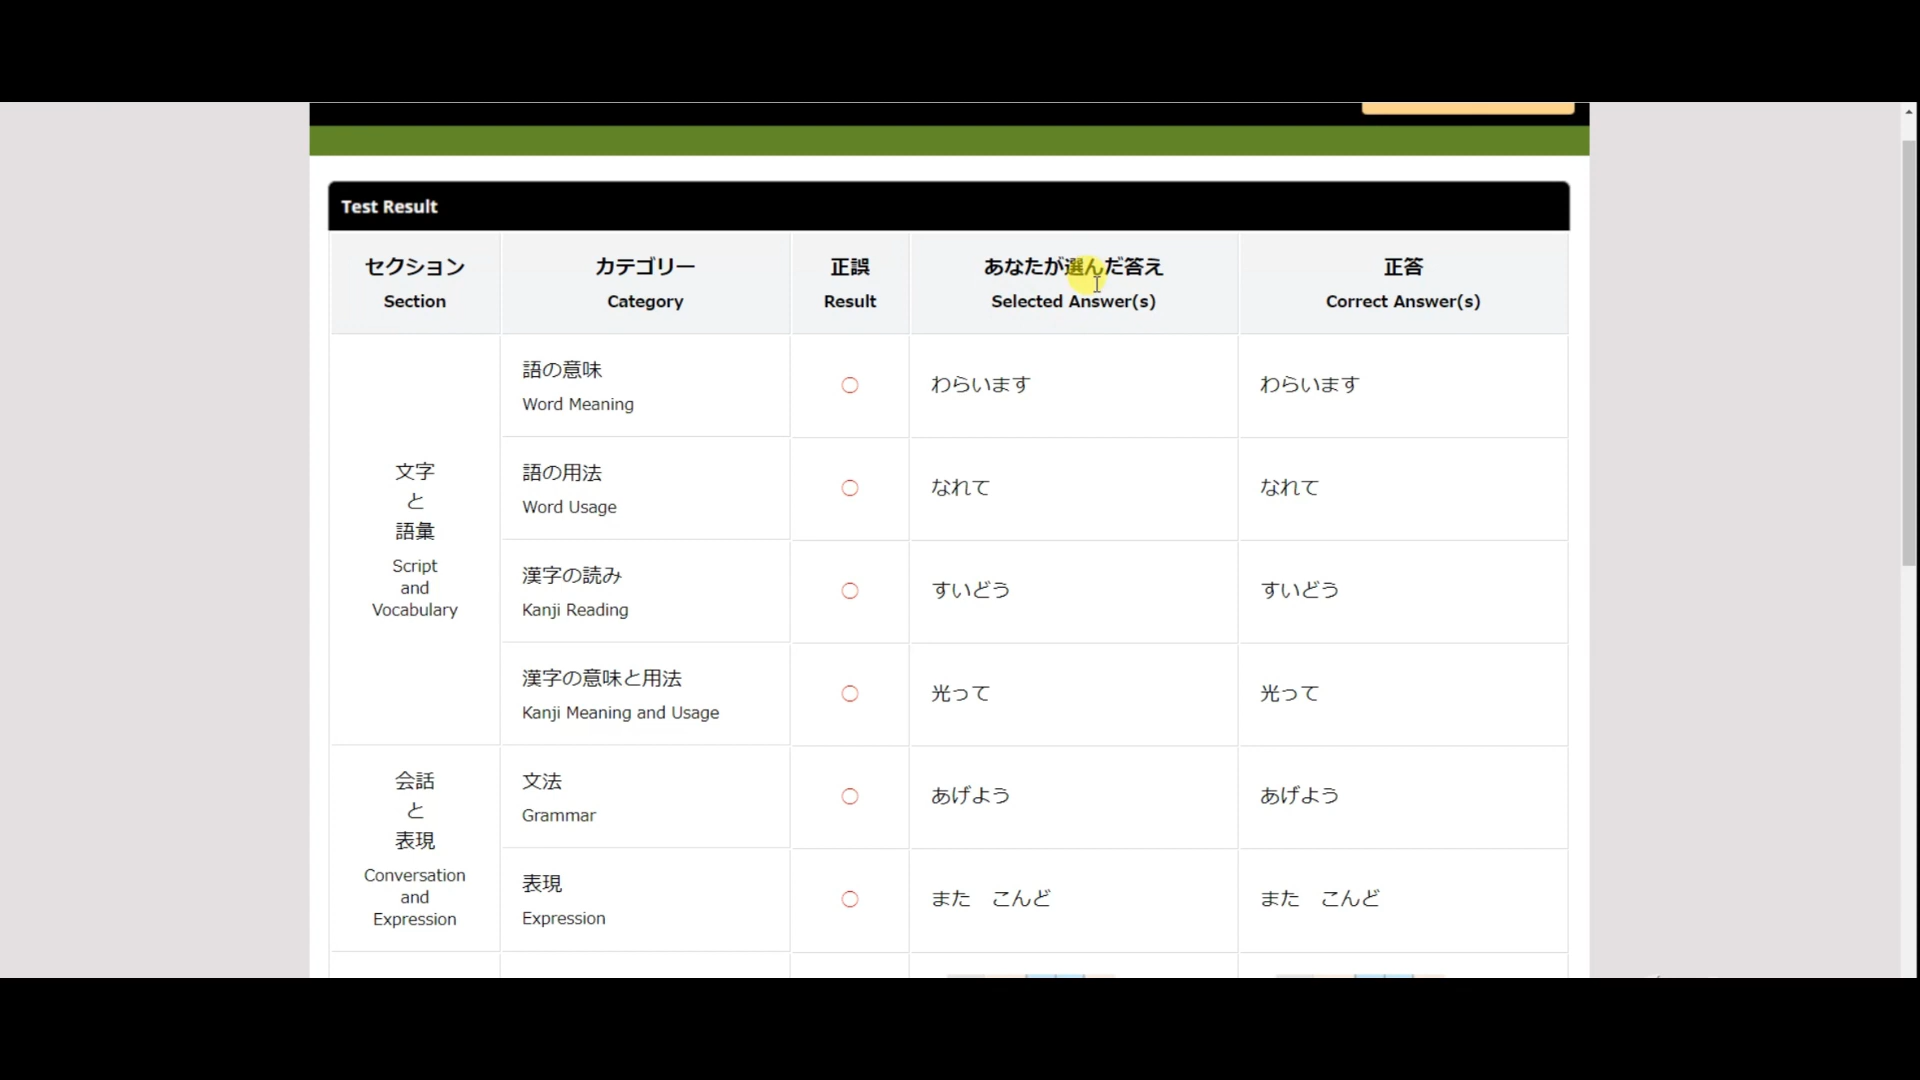 Test Result
セクション
Section
カテゴリー
Category
正誤
Result
あなたが選んだ答え
Selected Answer(s)
正答
Correct Answer(s)
文字
と
語彙
Script
and
Vocabulary
語の意味
Word Meaning
○
わらいます
わらいます
語の用法
Word Usage
○
なれて
なれて
漢字の読み
Kanji Reading
○
すいどう
すいどう
漢字の意味と用法
Kanji Meaning and Usage
○
光って
光って
会話
と
表現
Conversation
and
Expression
文法
Grammar
○
あげよう
あげよう
表現
Expression
○
また　こんど
また　こんど